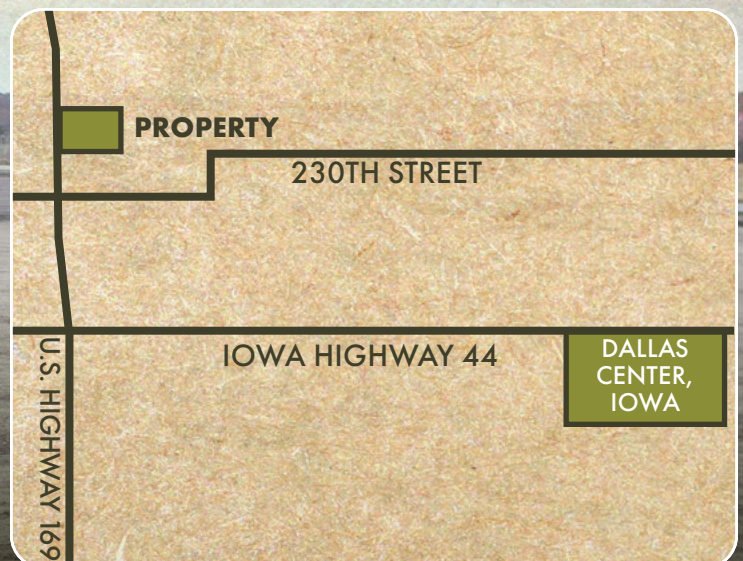 PROPERTY
230TH STREET
IOWA HIGHWAY 44
DALLAS
CENTER,
IOWA
U.S. HIGHWAY 169